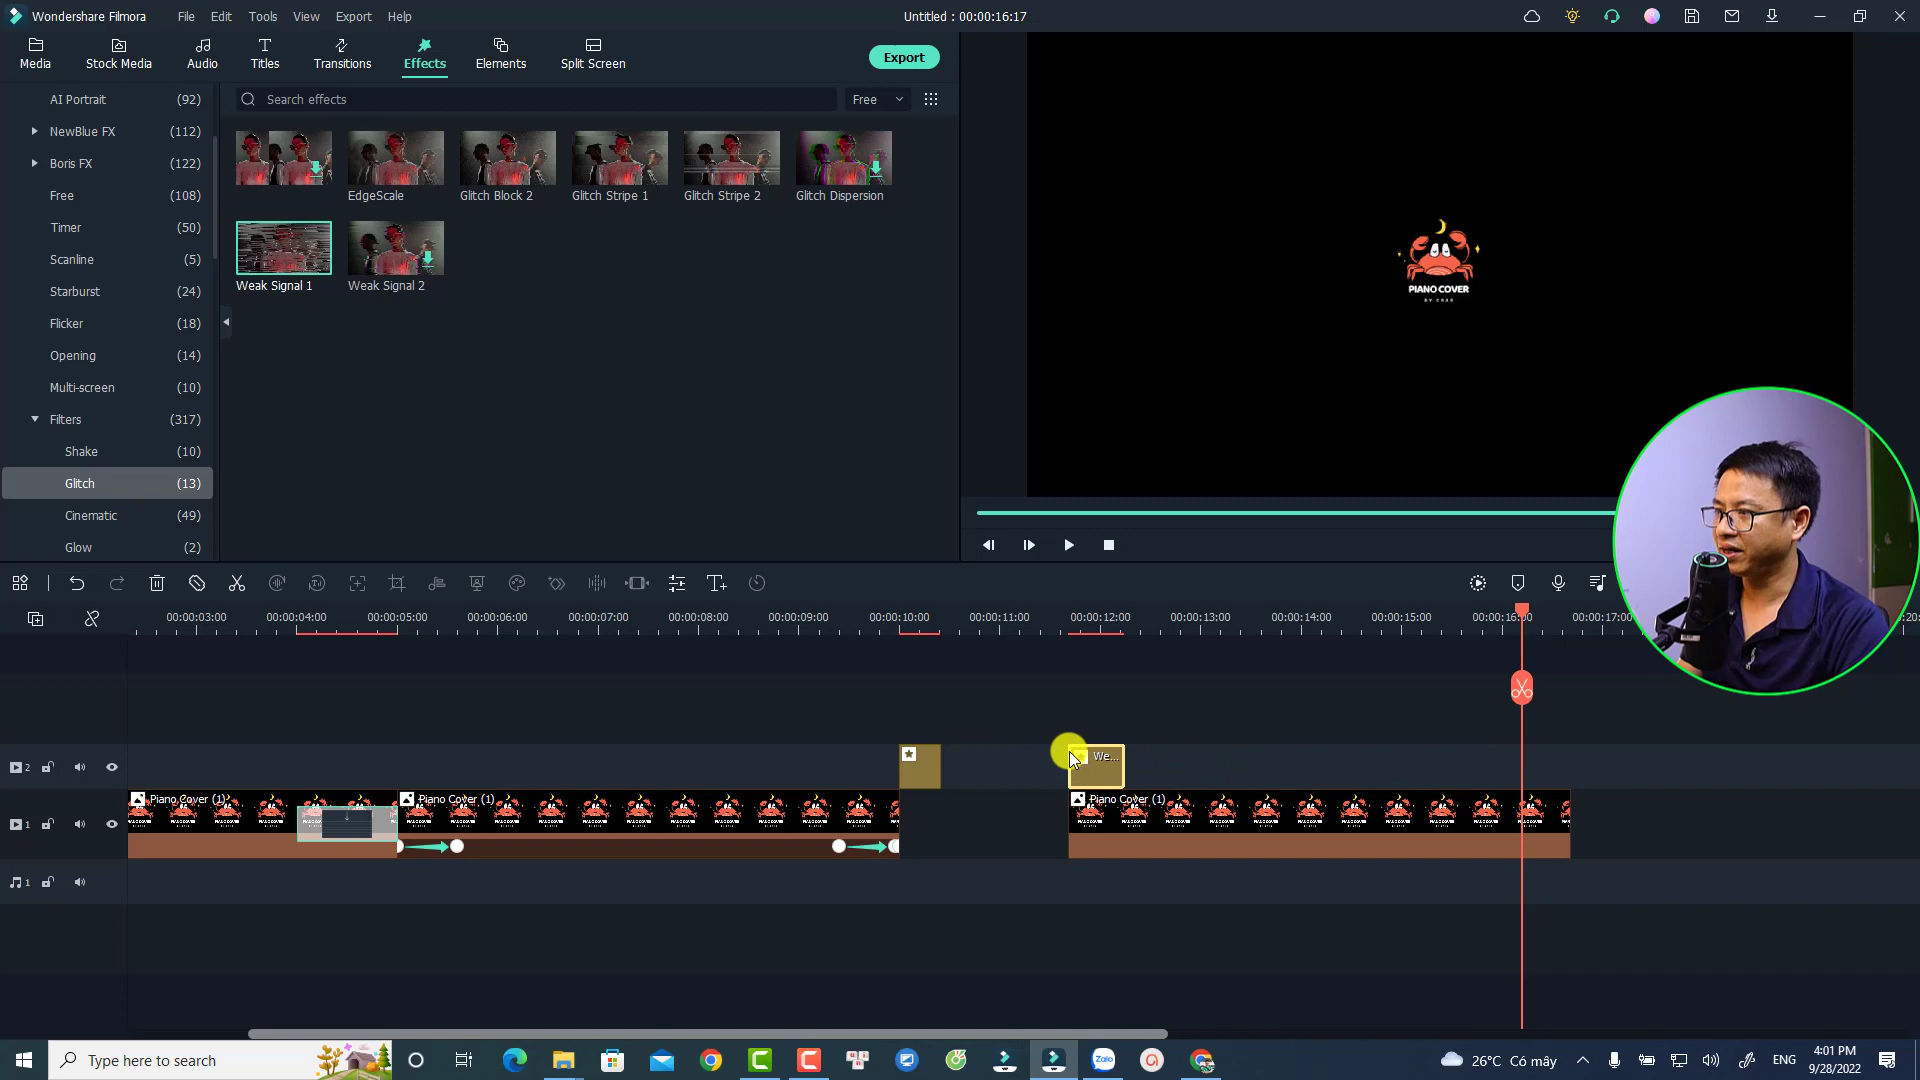 Wondershare Filmora
File
Edit
Tools
View
Export
Help
Untitled : 00:00:16:17
Media
Stock Media
Audio
Titles
Transitions
Effects
Elements
Split Screen
Export
Search effects
Free
AI Portrait (92)
NewBlue FX (112)
Boris FX (122)
Free (108)
Timer (50)
Scanline (5)
Starburst (24)
Flicker (18)
Opening (14)
Multi-screen (10)
Filters (317)
Shake (10)
Glitch (13)
Cinematic (49)
Glow (2)
EdgeScale
Glitch Block 2
Glitch Stripe 1
Glitch Stripe 2
Glitch Dispersion
Weak Signal 1
Weak Signal 2
PIANO COVER
BY CRAB
00:00:03:00
00:00:04:00
00:00:05:00
00:00:06:00
00:00:07:00
00:00:08:00
00:00:09:00
00:00:10:00
00:00:11:00
00:00:12:00
00:00:13:00
00:00:14:00
00:00:15:00
00:00:16:00
00:00:17:00
2
We...
1
Piano Cover (1)
Piano Cover (1)
Piano Cover (1)
1
Type here to search
Zalo
26°C Có mây
ENG
4:01 PM
9/28/2022